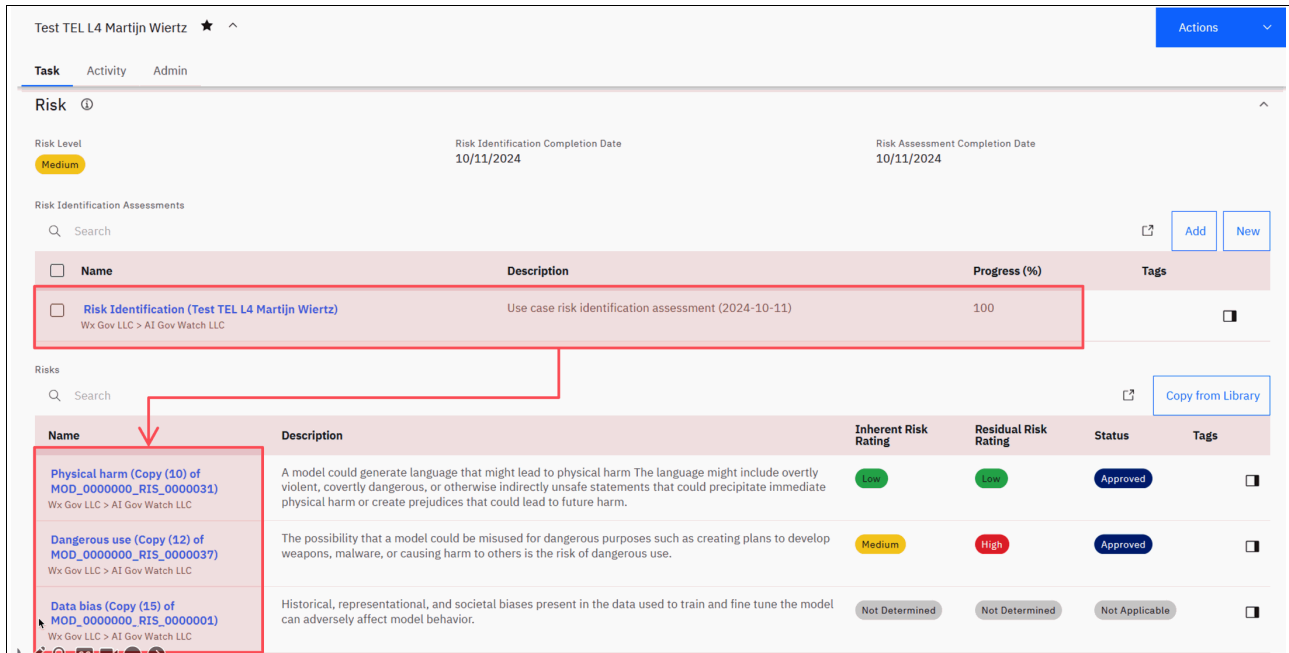 Test TEL L4 Martijn Wiertz
Actions
Task Activity Admin
Risk
Risk Level
Medium
Risk Identification Completion Date
10/11/2024
Risk Assessment Completion Date
10/11/2024
Risk Identification Assessments
Search
Add New
Name Description Progress (%) Tags
Risk Identification (Test TEL L4 Martijn Wiertz)
Wx Gov LLC > AI Gov Watch LLC
Use case risk identification assessment (2024-10-11)
100
Risks
Search
Copy from Library
Name Description Inherent Risk Rating Residual Risk Rating Status Tags
Physical harm (Copy (10) of
MOD_0000000_RIS_0000031)
Wx Gov LLC > AI Gov Watch LLC
A model could generate language that might lead to physical harm The language might include overtly
violent, covertly dangerous, or otherwise indirectly unsafe statements that could precipitate immediate
physical harm or create prejudices that could lead to future harm.
Low Low Approved
Dangerous use (Copy (12) of
MOD_0000000_RIS_0000037)
Wx Gov LLC > AI Gov Watch LLC
The possibility that a model could be misused for dangerous purposes such as creating plans to develop
weapons, malware, or causing harm to others is the risk of dangerous use.
Medium High Approved
Data bias (Copy (15) of
MOD_0000000_RIS_0000001)
Wx Gov LLC > AI Gov Watch LLC
Historical, representational, and societal biases present in the data used to train and fine tune the model
can adversely affect model behavior.
Not Determined Not Determined Not Applicable